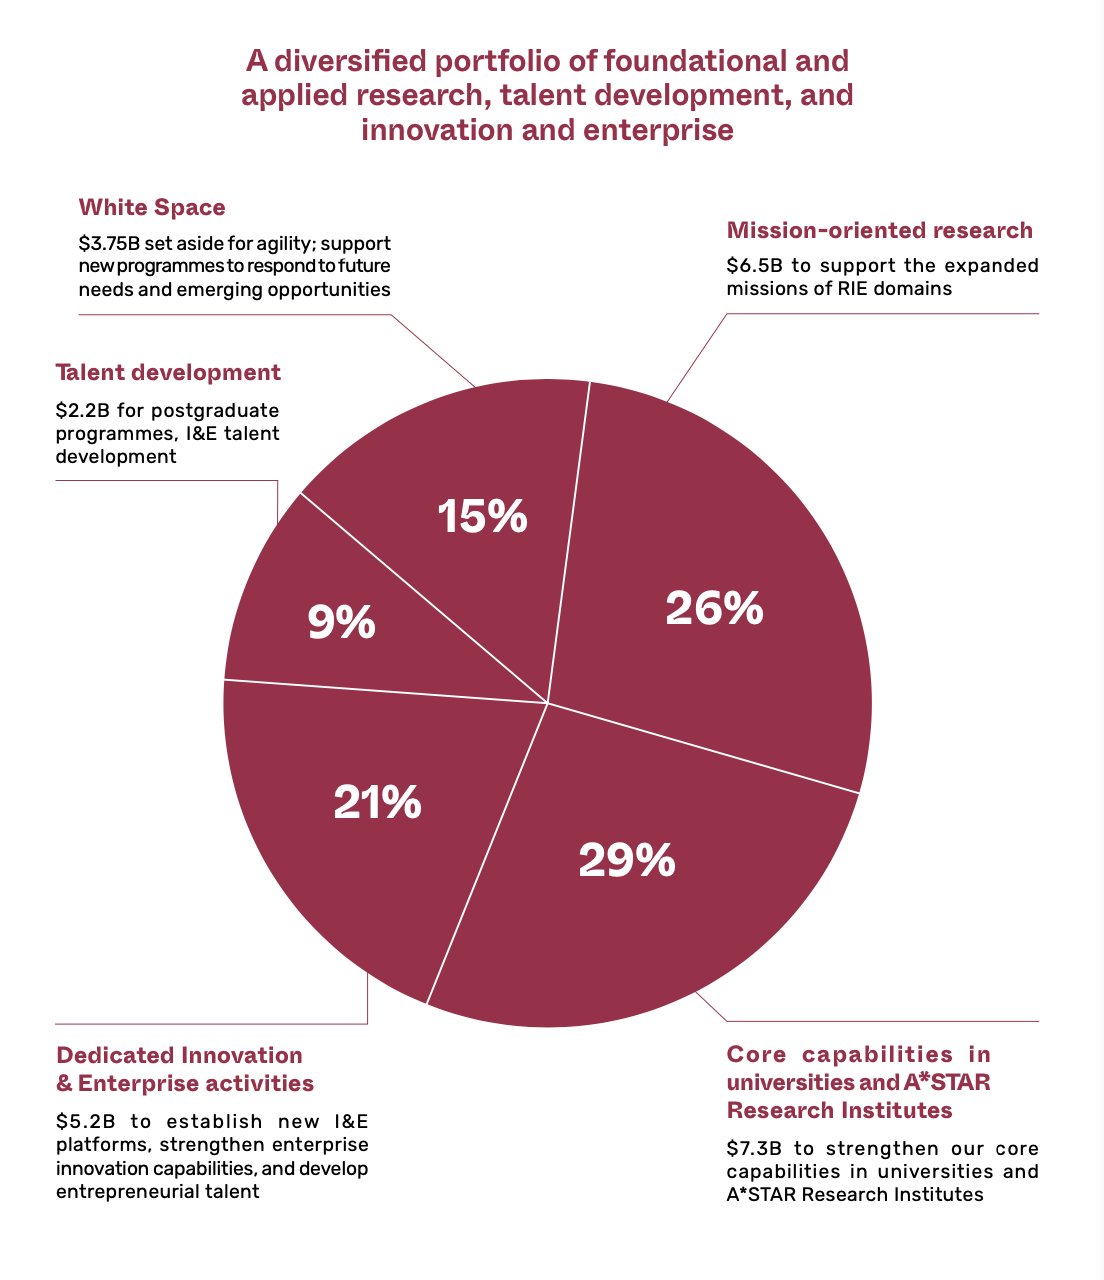 A diversified portfolio of foundational and
applied research, talent development, and
innovation and enterprise
White Space
$3.75B set aside for agility; support
new programmes to respond to future
needs and emerging opportunities
Mission-oriented research
$6.5B to support the expanded
missions of RIE domains
Talent development
$2.2B for postgraduate
programmes, I&E talent
development
15%
26%
9%
21%
29%
Dedicated Innovation
& Enterprise activities
$5.2B to establish new I&E
platforms, strengthen enterprise
innovation capabilities, and develop
entrepreneurial talent
Core capabilities in
universities and A*STAR
Research Institutes
$7.3B to strengthen our core
capabilities in universities and
A*STAR Research Institutes